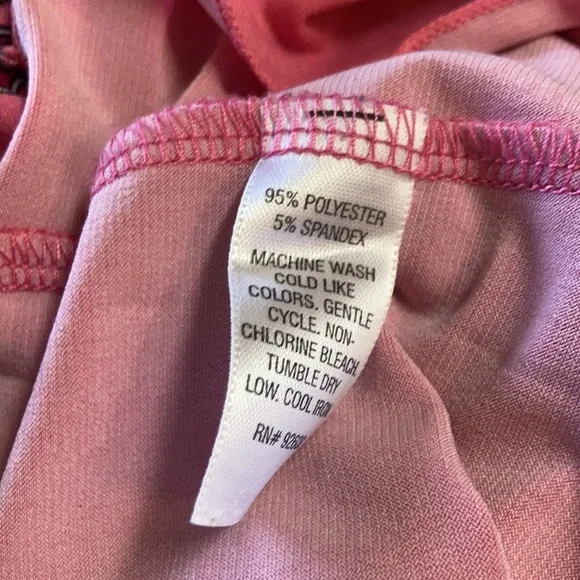 95% POLYESTER
5% SPANDEX
MACHINE WASH
COLD LIKE
COLORS. GENTLE
CYCLE. NON-
CHLORINE BLEACH.
TUMBLE DRY
LOW. COOL IRON.
RN#